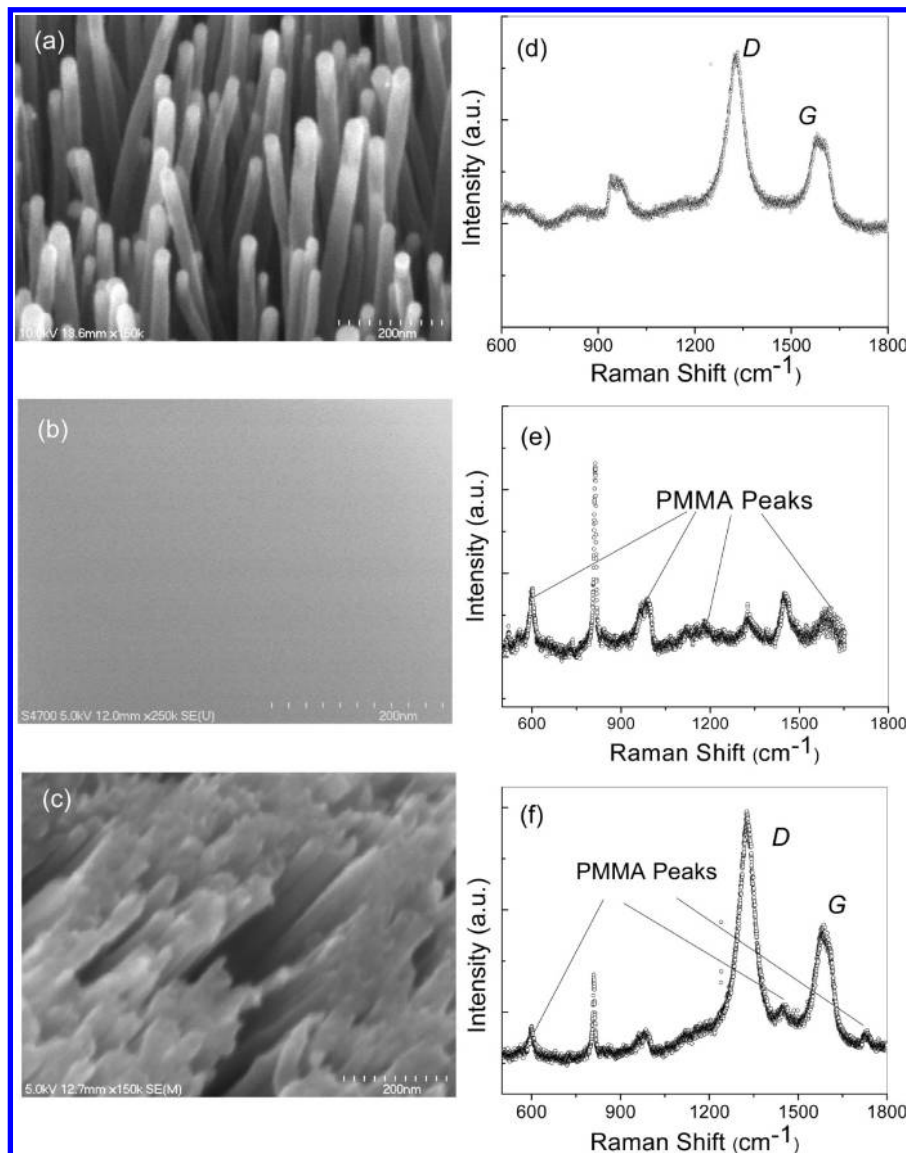 (a)
10.0kV 13.6mm x150k
200nm
(d)
D
G
Intensity (a.u.)
600 900 1200 1500 1800
Raman Shift (cm-1)
(b)
S4700 5.0kV 12.0mm x250k SE(U)
200nm
(e)
PMMA Peaks
Intensity (a.u.)
600 900 1200 1500 1800
Raman Shift (cm-1)
(c)
5.0kV 12.7mm x150k SE(M)
200nm
(f)
D
PMMA Peaks
G
Intensity (a.u.)
600 900 1200 1500 1800
Raman Shift (cm-1)